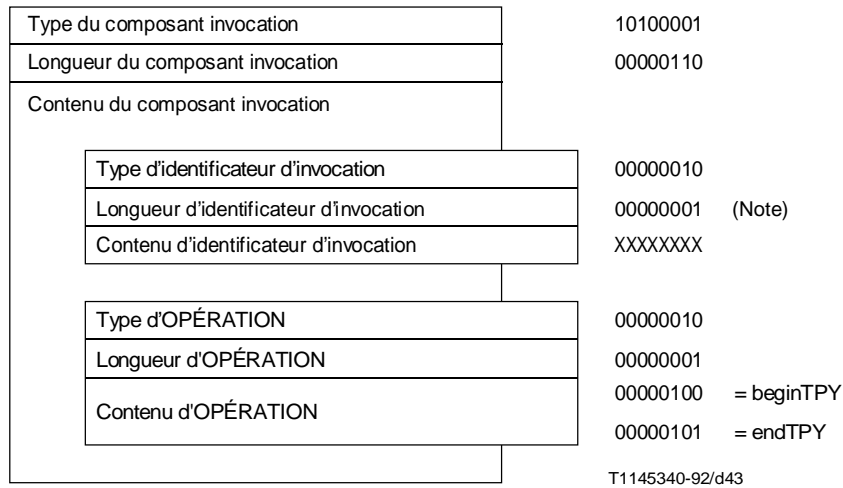 Type du composant invocation 10100001
Longueur du composant invocation 00000110
Contenu du composant invocation
Type d’identificateur d’invocation 00000010
Longueur d’identificateur d’invocation 00000001 (Note)
Contenu d’identificateur d’invocation XXXXXXXX
Type d’OPÉRATION 00000010
Longueur d'OPÉRATION 00000001
Contenu d'OPÉRATION
00000100 = beginTPY
00000101 = endTPY
T1145340-92/d43